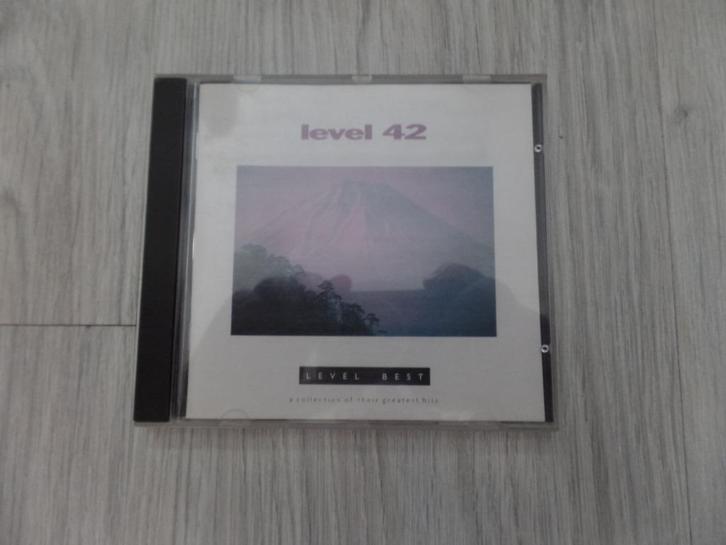 level 42
LEVEL BEST
a collection of their greatest hits